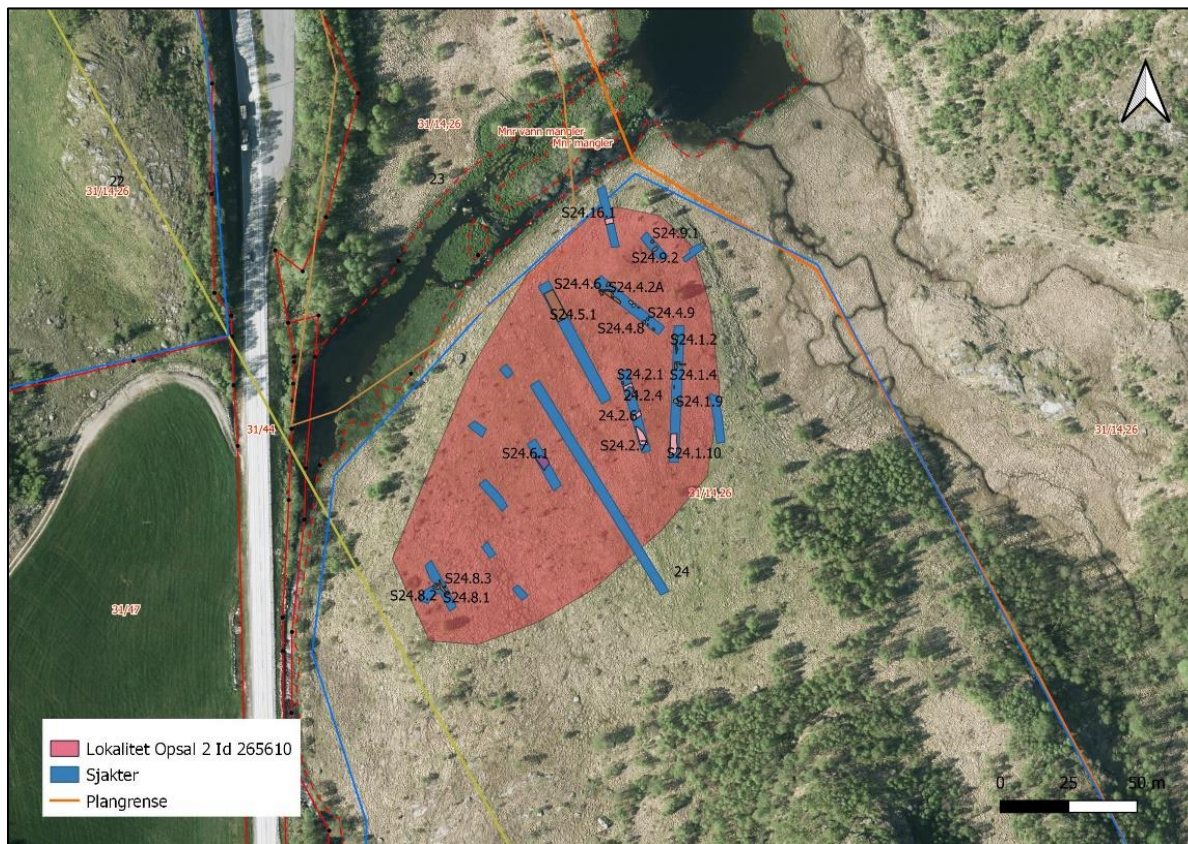 31/14,26
Mnr vann mangler
Mnr mangler
22
31/14,26
23
S24.16.1
S24.9.1
S24.9.2
S24.4.6
S24.4.2A
S24.5.1
S24.4.9
S24.4.8
S24.1.2
S24.2.1
S24.1.4
24.2.4
S24.1.9
24.2.6
31/44
31/14,26
S24.2.7
S24.6.1
S24.1.10
31/14,26
24
S24.8.3
S24.8.2
S24.8.1
31/47
Lokalitet Opsal 2 Id 265610
Sjakter
Plangrense
0 25 50 m